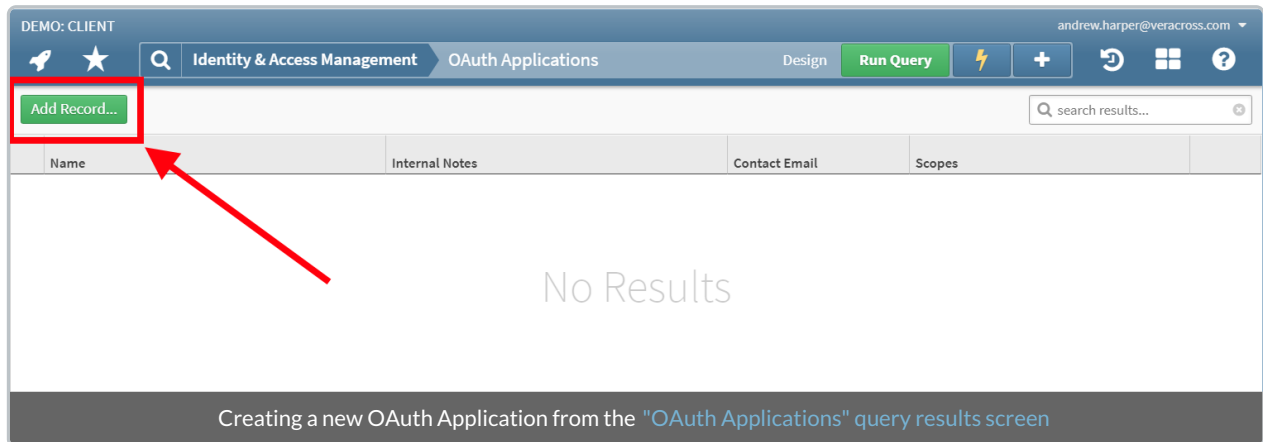 DEMO: CLIENT
andrew.harper@veracross.com
Identity & Access Management OAuth Applications Design Run Query
Add Record...
search results...
Name Internal Notes Contact Email Scopes
No Results
Creating a new OAuth Application from the "OAuth Applications" query results screen